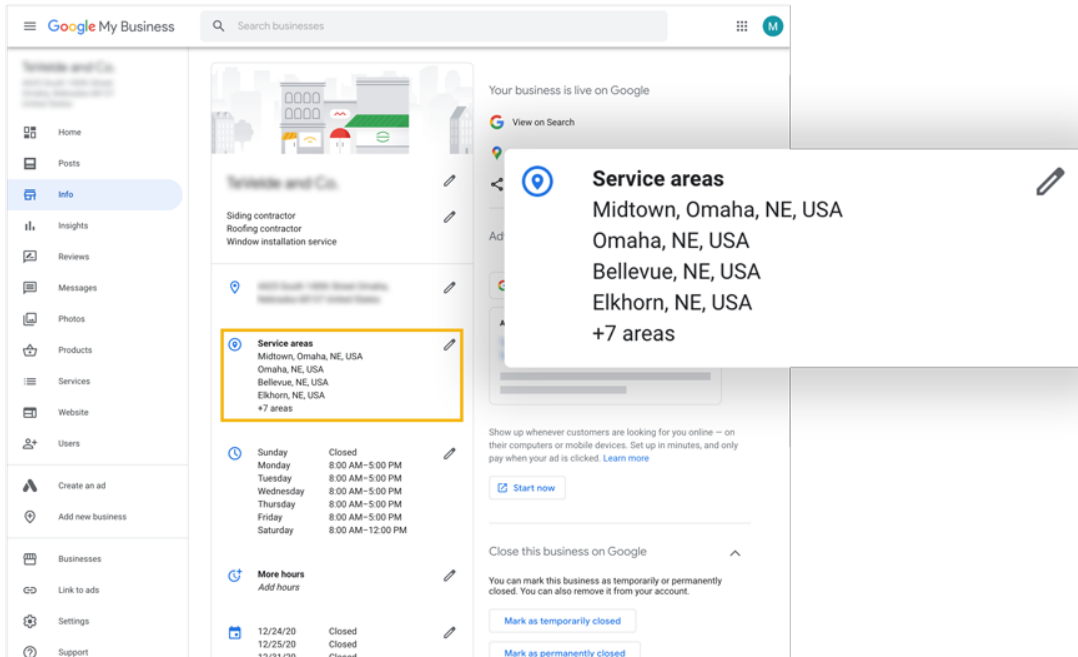 Google My Business
Search businesses
M
Home
Posts
Info
Insights
Reviews
Messages
Photos
Products
Services
Website
Users
Create an ad
Add new business
Businesses
Link to ads
Settings
Support
Siding contractor
Roofing contractor
Window installation service
Service areas
Midtown, Omaha, NE, USA
Omaha, NE, USA
Bellevue, NE, USA
Elkhorn, NE, USA
+7 areas
Sunday Closed
Monday 8:00 AM–5:00 PM
Tuesday 8:00 AM–5:00 PM
Wednesday 8:00 AM–5:00 PM
Thursday 8:00 AM–5:00 PM
Friday 8:00 AM–5:00 PM
Saturday 8:00 AM–12:00 PM
More hours
Add hours
12/24/20 Closed
12/25/20 Closed
12/31/20 Closed
Your business is live on Google
View on Search
Service areas
Midtown, Omaha, NE, USA
Omaha, NE, USA
Bellevue, NE, USA
Elkhorn, NE, USA
+7 areas
Show up whenever customers are looking for you online — on
their computers or mobile devices. Set up in minutes, and only
pay when your ad is clicked. Learn more
Start now
Close this business on Google
You can mark this business as temporarily or permanently
closed. You can also remove it from your account.
Mark as temporarily closed
Mark as permanently closed